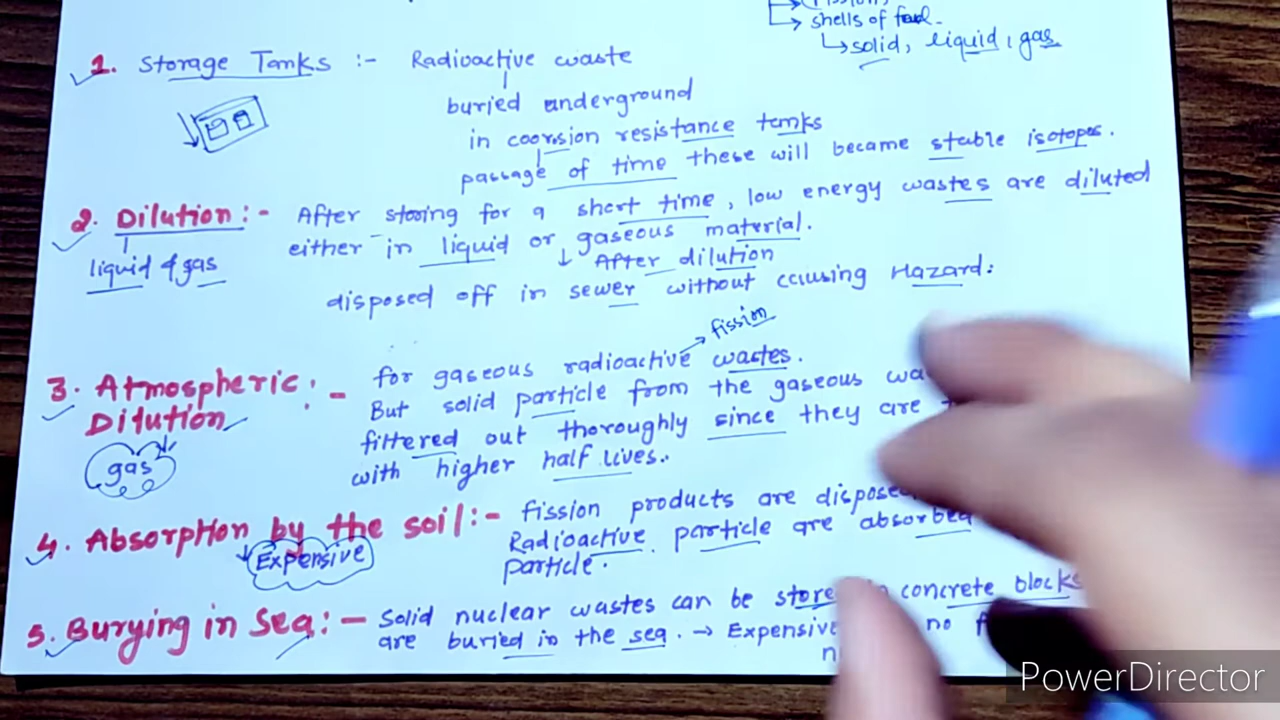 shells of fuel
solid, liquid, gas
1. Storage Tanks :- Radioactive waste
buried underground
in coorsion resistance tanks
passage of time these will became stable isotopes.
2. Dilution :- After storing for a short time, low energy wastes are diluted
either in liquid or gaseous material.
liquid & gas
After dilution
disposed off in sewer without causing Hazard.
fission
3. Atmospheric :- for gaseous radioactive wastes.
Dilution
But solid particle from the gaseous
filtered out thoroughly since they are
with higher half lives.
gas
4. Absorption by the soil :- fission products are
Radioactive particle are absorbed
particle.
Expensive
5. Burying in Sea :- Solid nuclear wastes can be concrete blocks
are buried in the sea. → Expensive no
PowerDirector